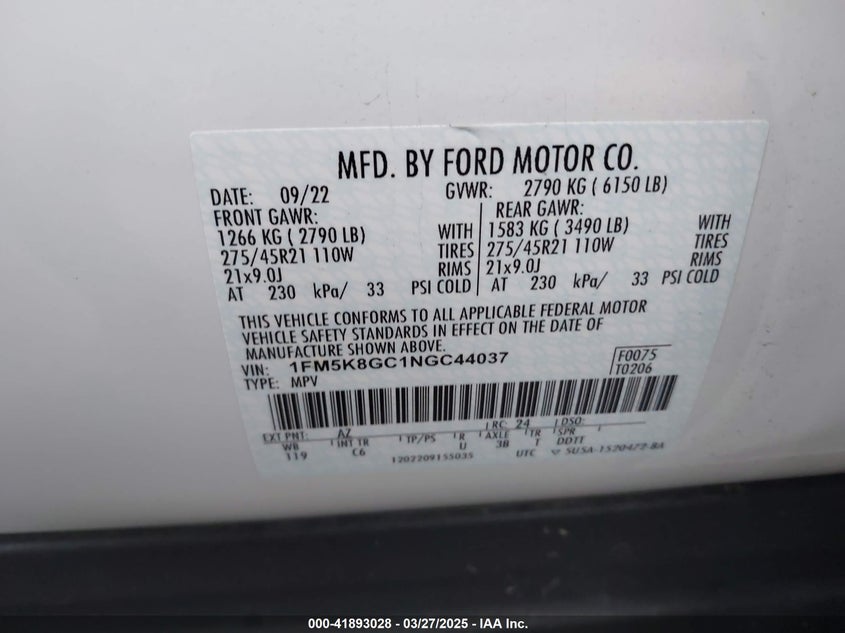 MFD. BY FORD MOTOR CO.
DATE: 09/22 GVWR: 2790 KG ( 6150 LB)
FRONT GAWR: REAR GAWR:
1266 KG ( 2790 LB) WITH 1583 KG ( 3490 LB) WITH
275/45R21 110W TIRES 275/45R21 110W TIRES
21x9.0J RIMS 21x9.0J RIMS
AT 230 kPa/ 33 PSI COLD AT 230 kPa/ 33 PSI COLD
THIS VEHICLE CONFORMS TO ALL APPLICABLE FEDERAL MOTOR
VEHICLE SAFETY STANDARDS IN EFFECT ON THE DATE OF
MANUFACTURE SHOWN ABOVE.
VIN: 1FM5K8GC1NGC44037 F0075
TYPE: MPV T0206
EXT PNT: AZ RC: 24 DSO:
WB INT TR TP/PS R AXLE TR SPR
119 C6 U 3B T DDTT
1202209155035 UTC ▽ SU5A-1520472-BA
000-41893028 - 03/27/2025 - IAA Inc.